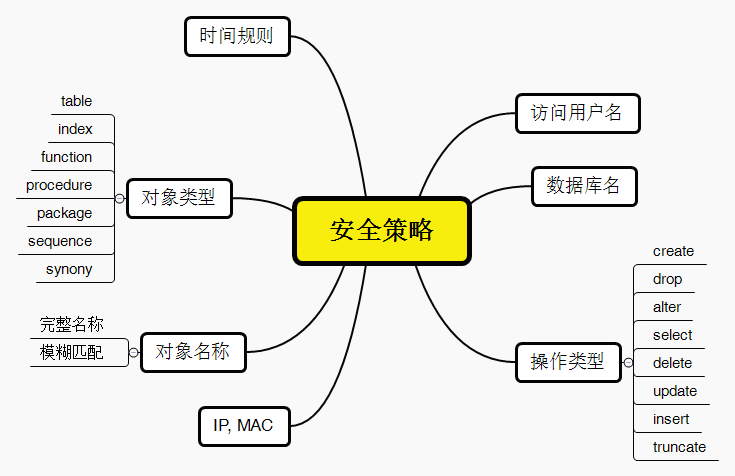 时间规则
访问用户名
数据库名
安全策略
对象类型
table
index
function
procedure
package
sequence
synony
对象名称
完整名称
模糊匹配
IP, MAC
操作类型
create
drop
alter
select
delete
update
insert
truncate